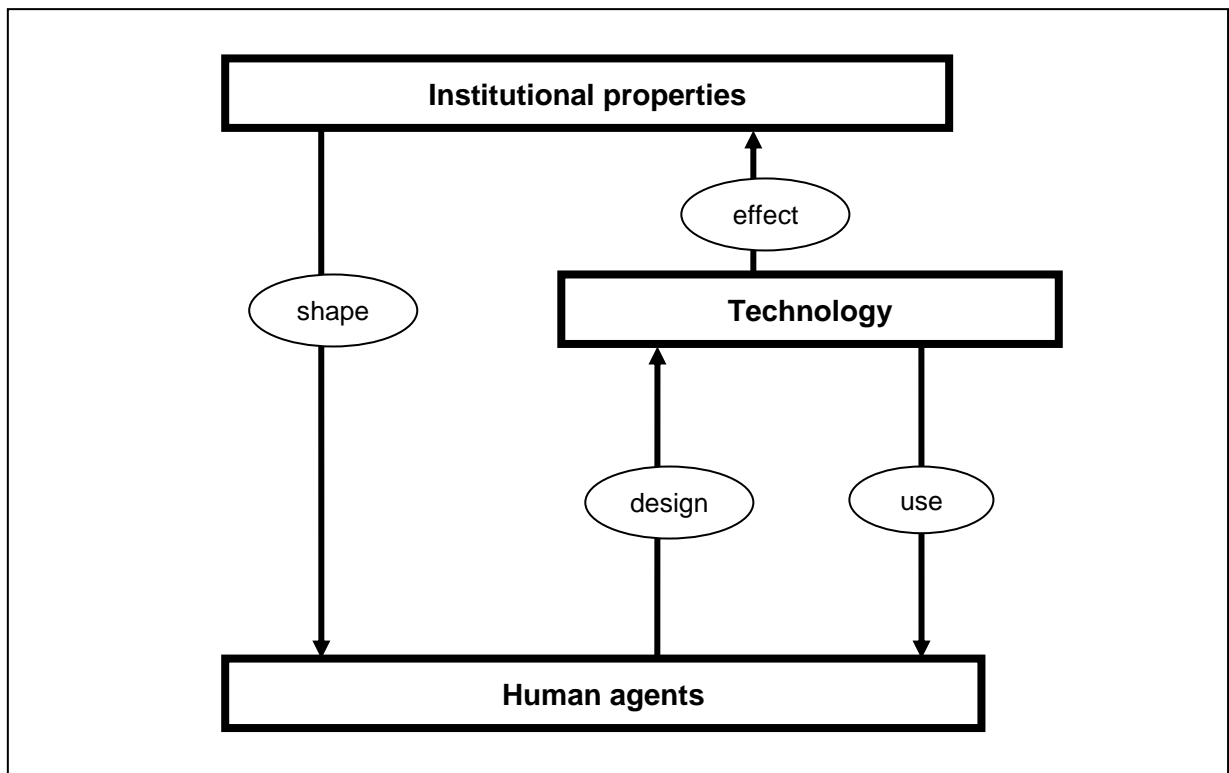 Institutional properties
effect
shape
Technology
design
use
Human agents